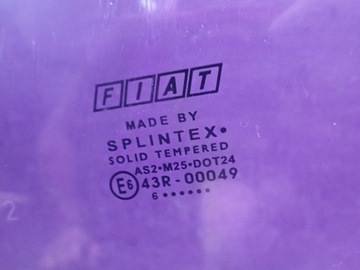 FIAT
MADE BY
SPLINTEX•
SOLID TEMPERED
AS2•M25•DOT24
E6 43R-00049
6 ••••••